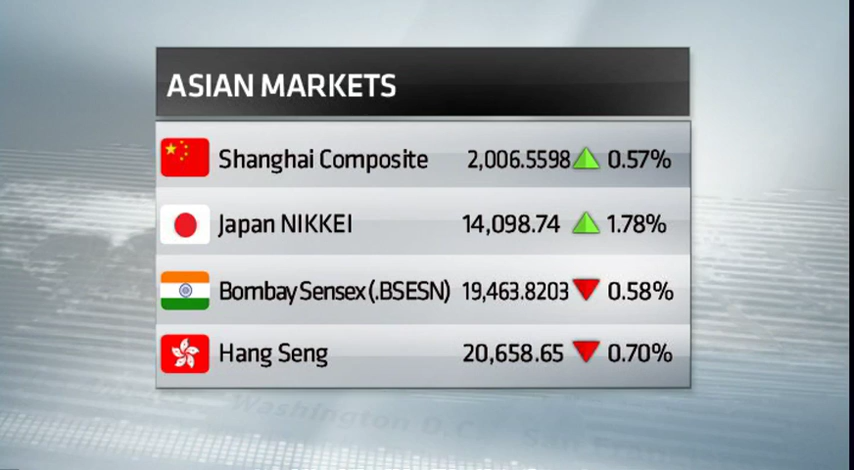 ASIAN MARKETS
Shanghai Composite 2,006.5598 0.57%
Japan NIKKEI 14,098.74 1.78%
Bombay Sensex (.BSESN) 19,463.8203 0.58%
Hang Seng 20,658.65 0.70%
Washington D.C.